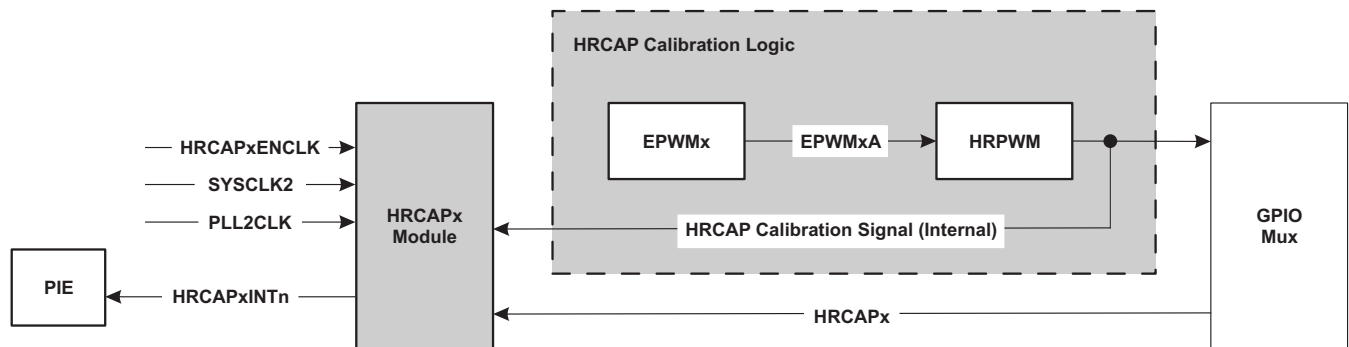 HRCAP Calibration Logic
EPWMx
EPWMxA
HRPWM
HRCAPxENCLK
SYSCLK2
PLL2CLK
HRCAPx
Module
HRCAP Calibration Signal (Internal)
GPIO
Mux
PIE
HRCAPxINTn
HRCAPx